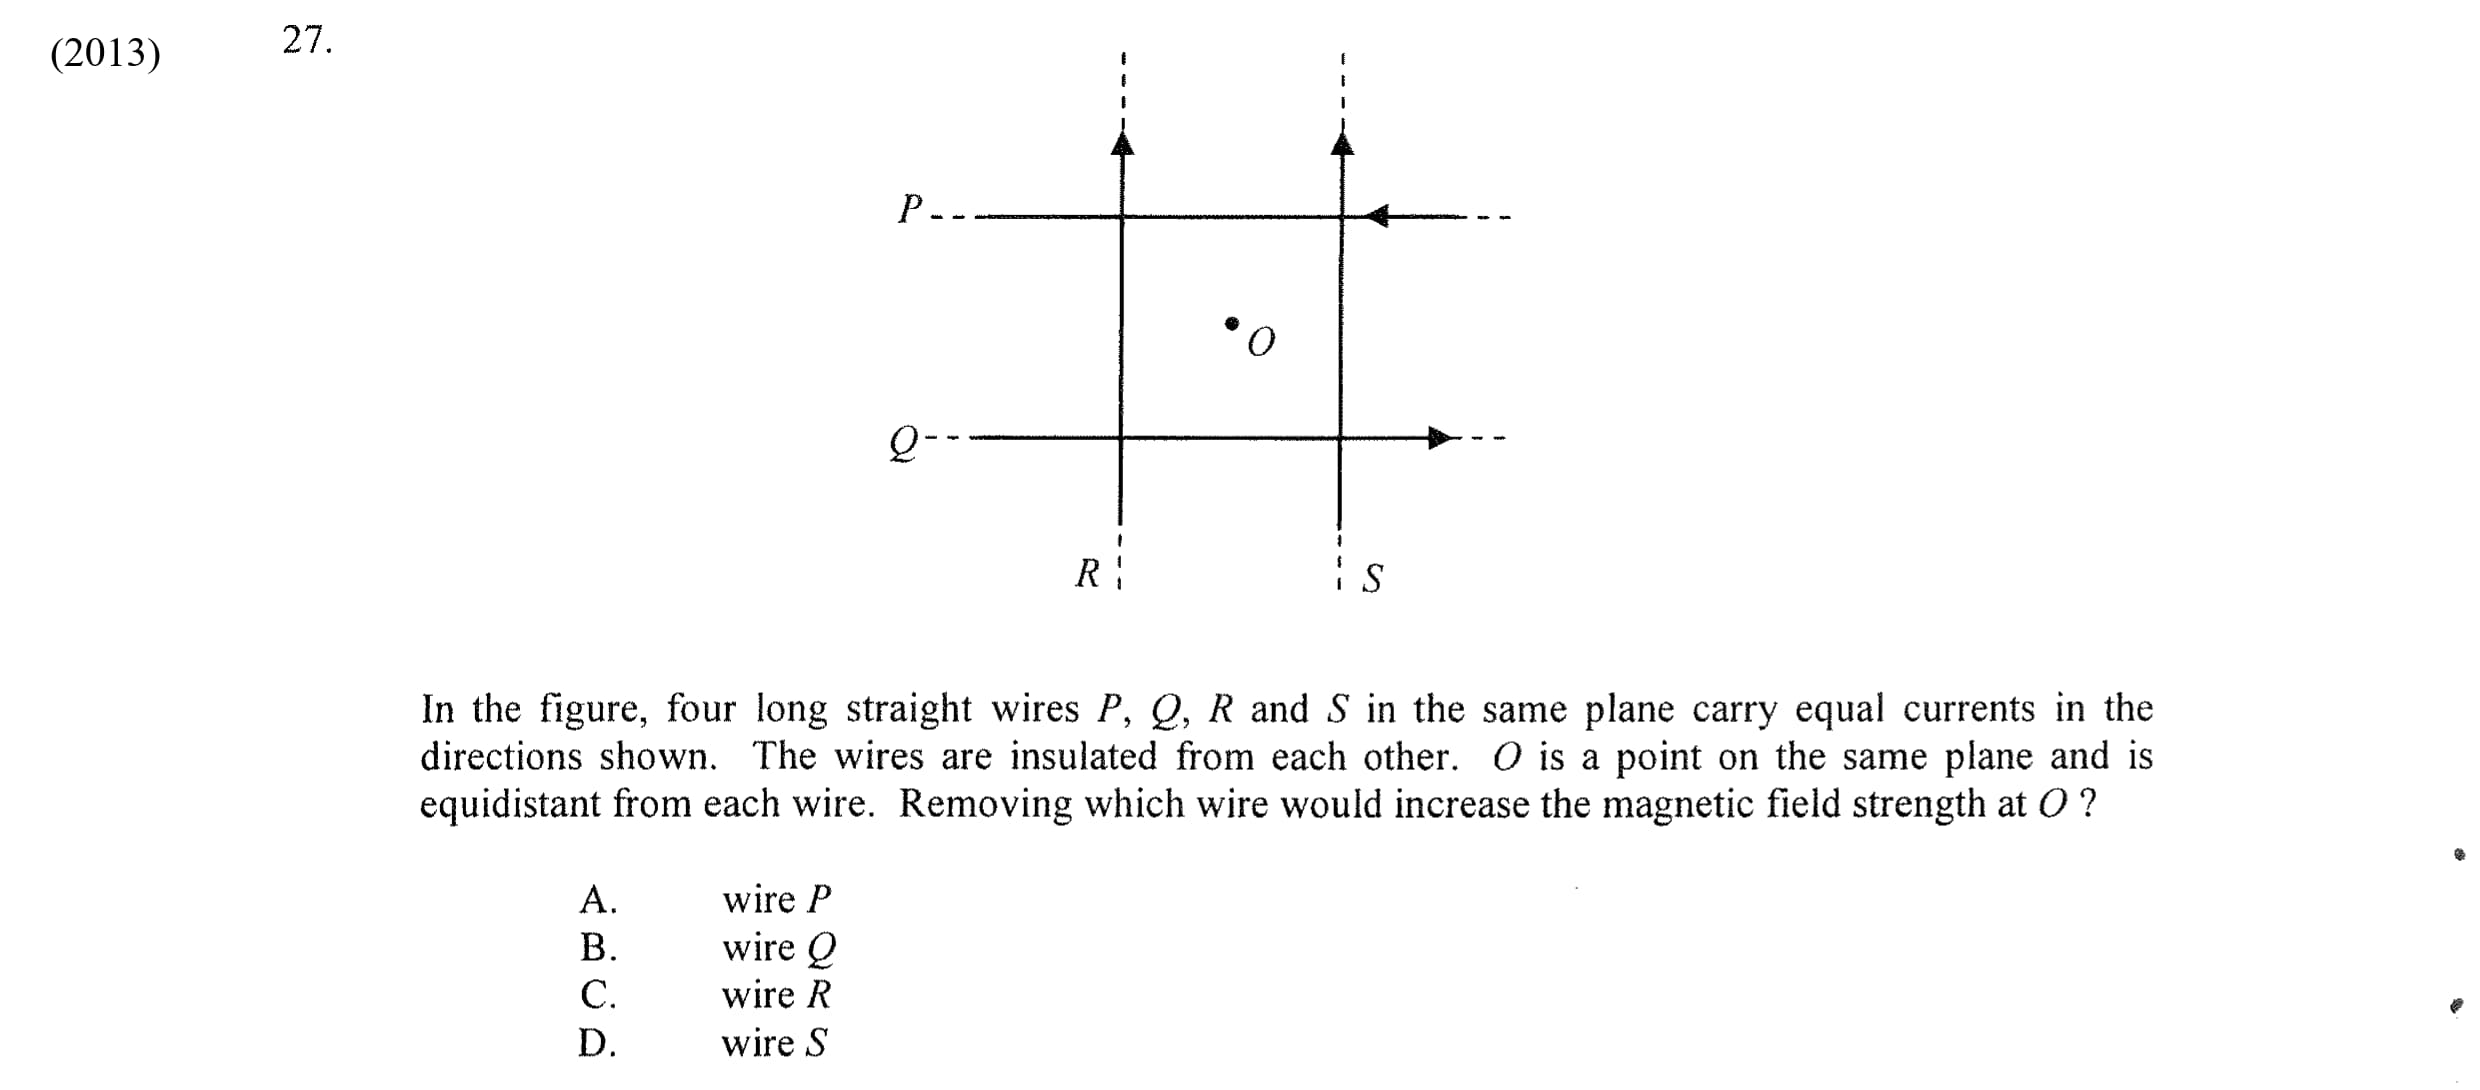 (2013) 27.
P
O
Q
R S
In the figure, four long straight wires P, Q, R and S in the same plane carry equal currents in the
directions shown. The wires are insulated from each other. O is a point on the same plane and is
equidistant from each wire. Removing which wire would increase the magnetic field strength at O ?
A. wire P
B. wire Q
C. wire R
D. wire S